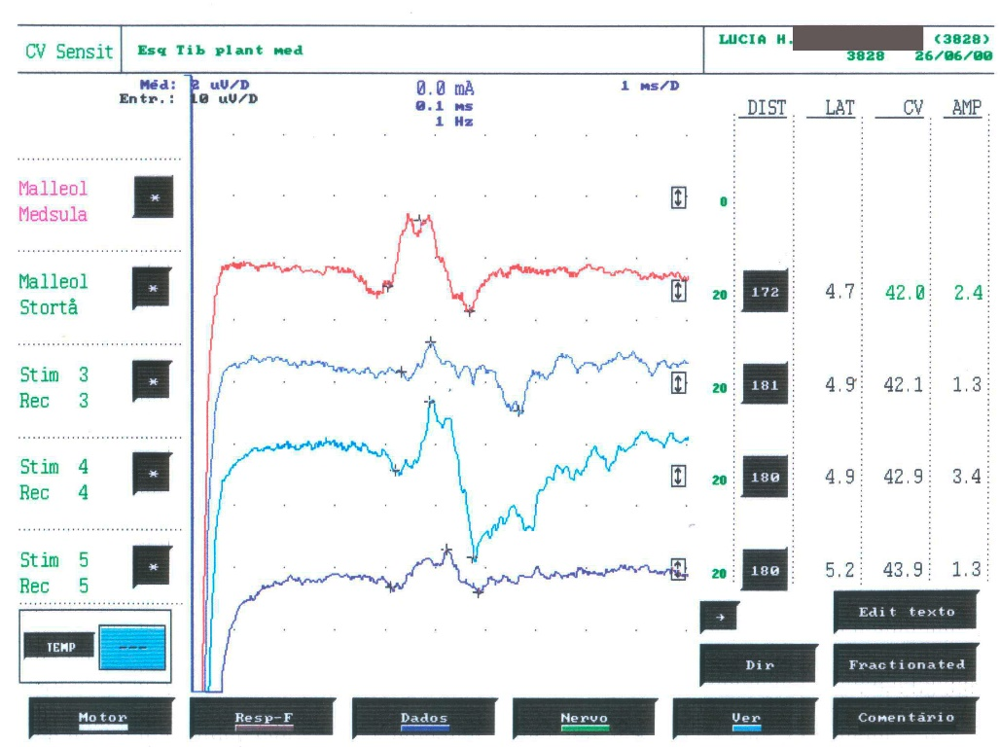 CV Sensit
Esq Tib plant med
LUCIA H. (3828)
3828 26/06/00
Méd: 2 uV/D
Entr.: 10 uV/D
0.0 mA
0.1 ms
1 Hz
1 ms/D
DIST LAT CV AMP
Malleol
Medsula
*
0
Malleol
Stortå
*
20 172 4.7 42.0 2.4
Stim 3
Rec 3
*
20 181 4.9 42.1 1.3
Stim 4
Rec 4
*
20 180 4.9 42.9 3.4
Stim 5
Rec 5
*
20 180 5.2 43.9 1.3
TEMP ---
→
Edit texto
Dir
Fractionated
Motor
Resp-F
Dados
Nervo
Ver
Comentário